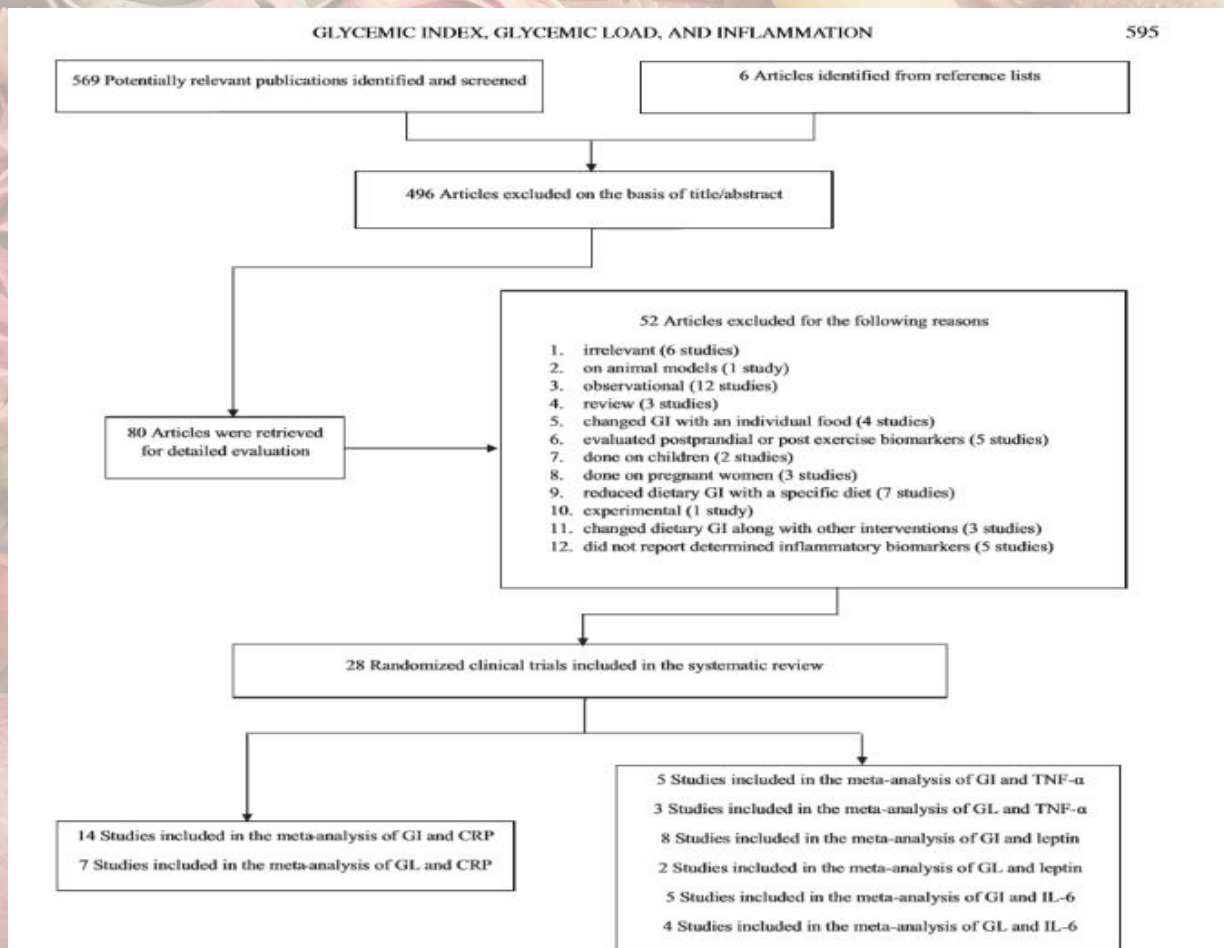 GLYCEMIC INDEX, GLYCEMIC LOAD, AND INFLAMMATION 595
569 Potentially relevant publications identified and screened
6 Articles identified from reference lists
496 Articles excluded on the basis of title/abstract
52 Articles excluded for the following reasons
1. irrelevant (6 studies)
2. on animal models (1 study)
3. observational (12 studies)
4. review (3 studies)
5. changed GI with an individual food (4 studies)
6. evaluated postprandial or post exercise biomarkers (5 studies)
7. done on children (2 studies)
8. done on pregnant women (3 studies)
9. reduced dietary GI with a specific diet (7 studies)
10. experimental (1 study)
11. changed dietary GI along with other interventions (3 studies)
12. did not report determined inflammatory biomarkers (5 studies)
80 Articles were retrieved
for detailed evaluation
28 Randomized clinical trials included in the systematic review
14 Studies included in the meta-analysis of GI and CRP
7 Studies included in the meta-analysis of GL and CRP
5 Studies included in the meta-analysis of GI and TNF-α
3 Studies included in the meta-analysis of GL and TNF-α
8 Studies included in the meta-analysis of GI and leptin
2 Studies included in the meta-analysis of GL and leptin
5 Studies included in the meta-analysis of GI and IL-6
4 Studies included in the meta-analysis of GL and IL-6